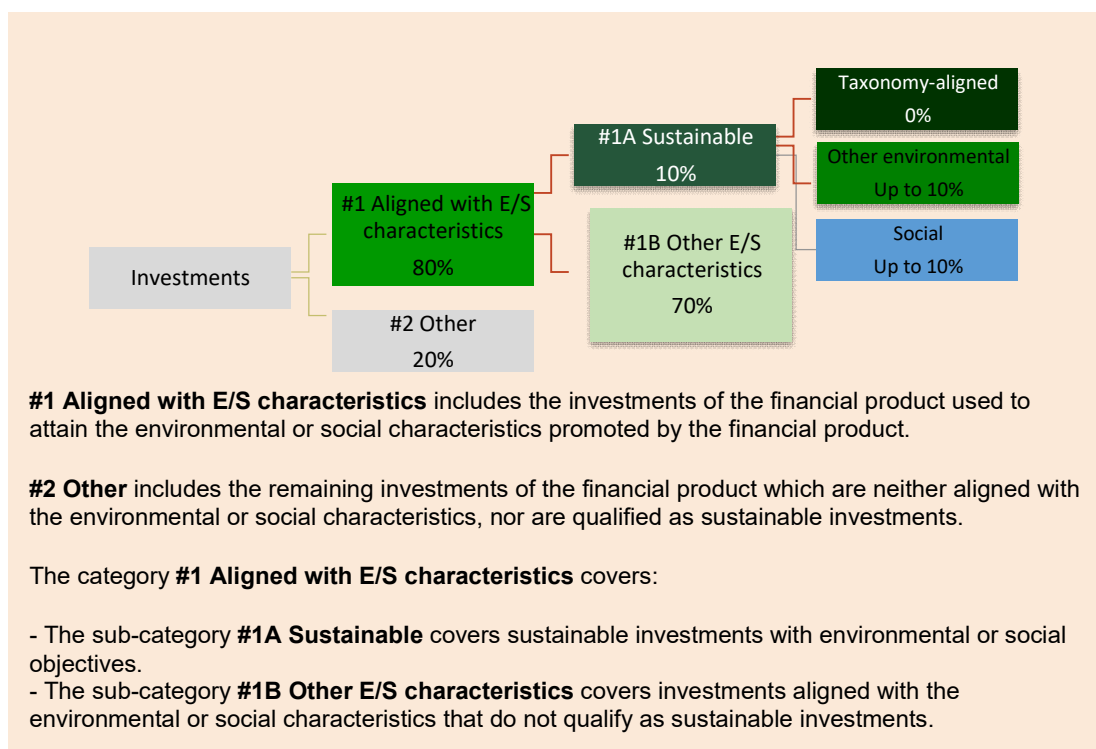 Taxonomy-aligned
0%
#1A Sustainable
10%
Other environmental
Up to 10%
#1 Aligned with E/S
characteristics
80%
#1B Other E/S
characteristics
70%
Social
Up to 10%
Investments
#2 Other
20%
#1 Aligned with E/S characteristics includes the investments of the financial product used to
attain the environmental or social characteristics promoted by the financial product.
#2 Other includes the remaining investments of the financial product which are neither aligned with
the environmental or social characteristics, nor are qualified as sustainable investments.
The category #1 Aligned with E/S characteristics covers:
- The sub-category #1A Sustainable covers sustainable investments with environmental or social
objectives.
- The sub-category #1B Other E/S characteristics covers investments aligned with the
environmental or social characteristics that do not qualify as sustainable investments.